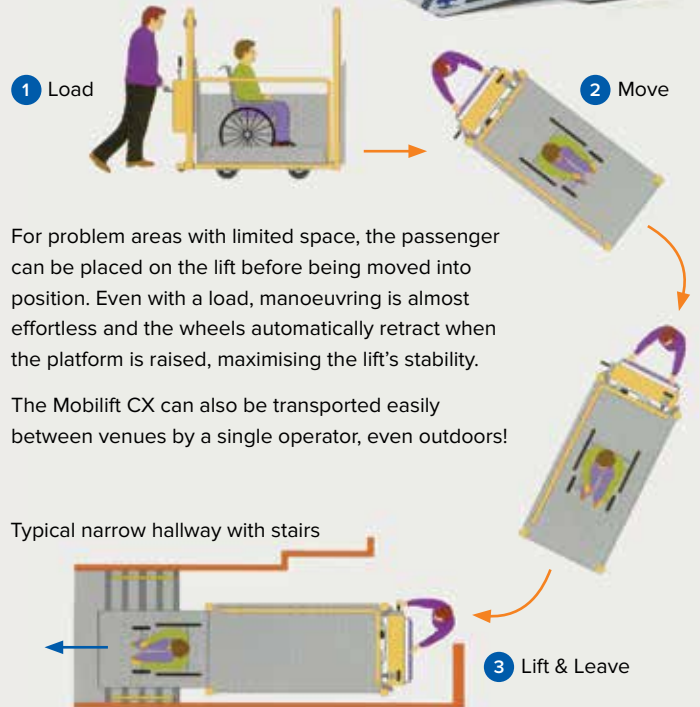 1 Load
2 Move
For problem areas with limited space, the passenger
can be placed on the lift before being moved into
position. Even with a load, manoeuvring is almost
effortless and the wheels automatically retract when
the platform is raised, maximising the lift’s stability.
The Mobilift CX can also be transported easily
between venues by a single operator, even outdoors!
Typical narrow hallway with stairs
3 Lift & Leave